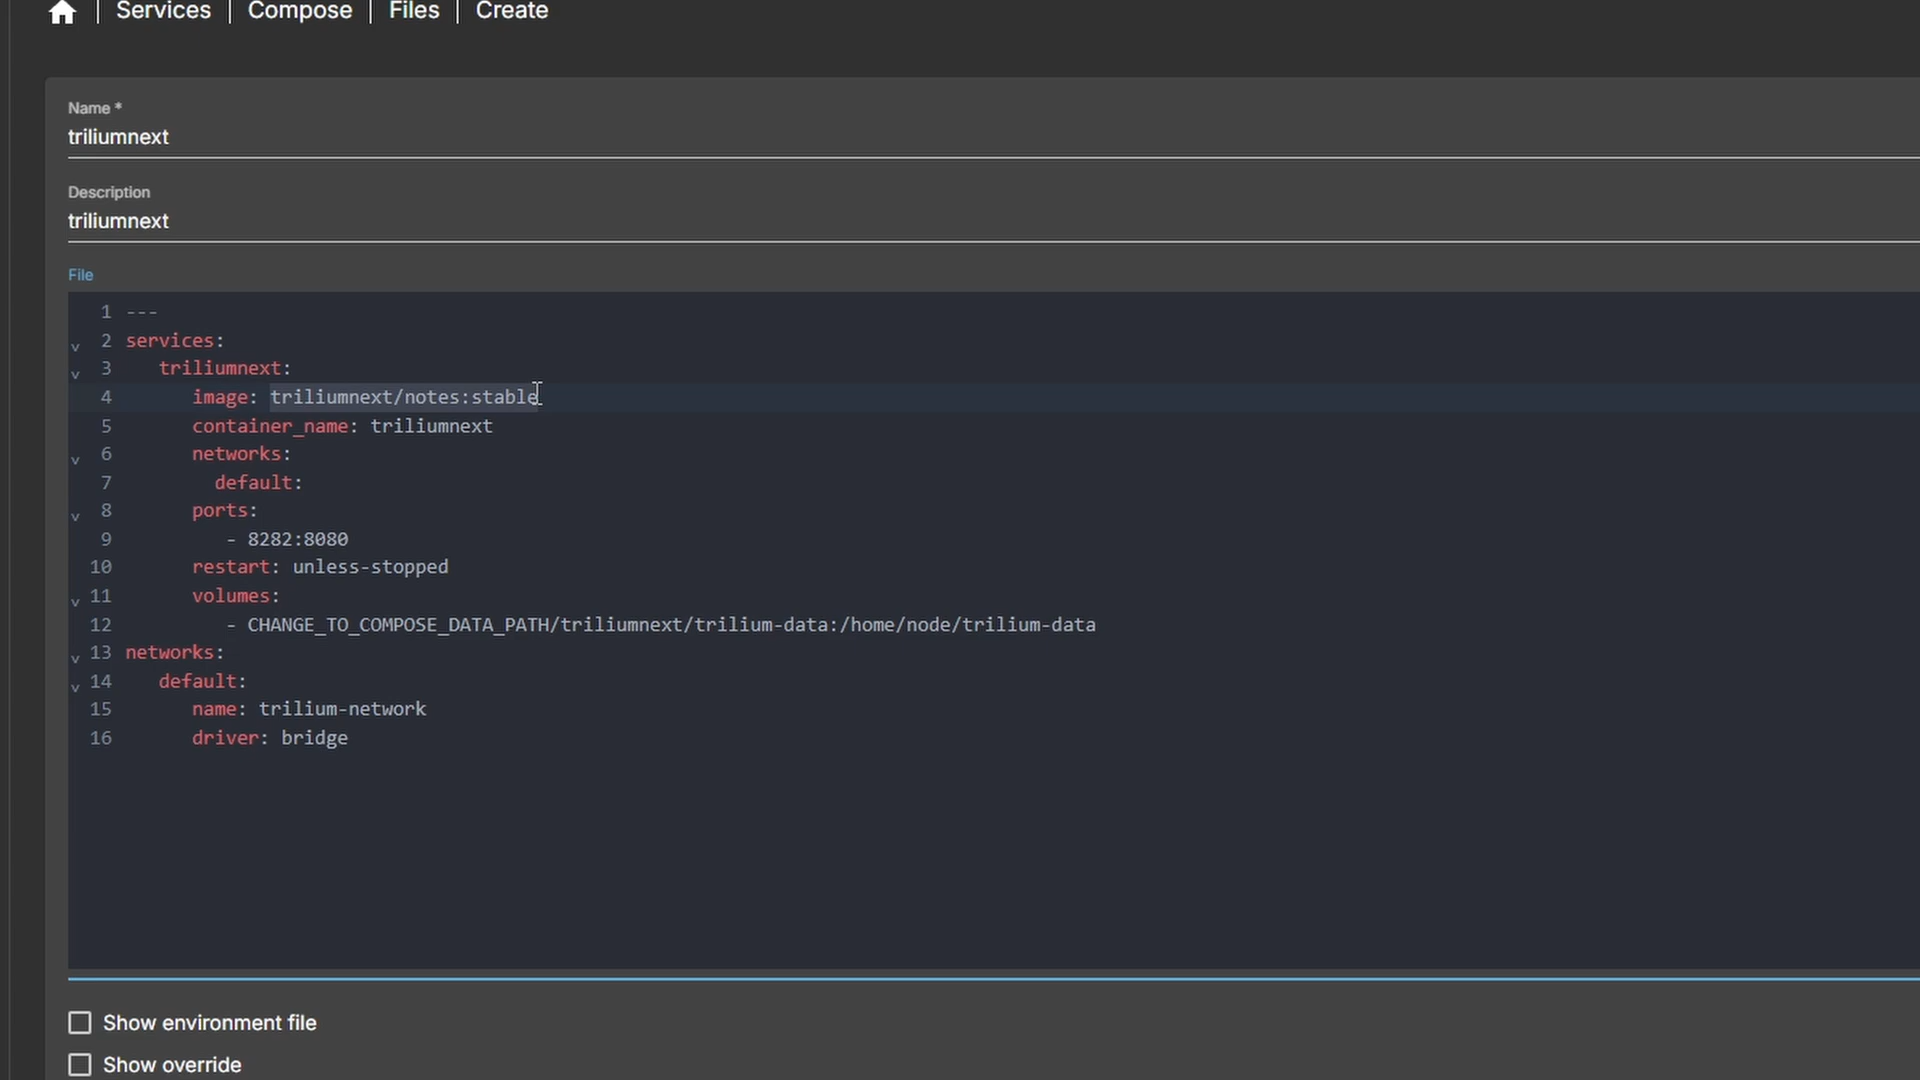 Services | Compose | Files | Create
Name *
triliumnext
Description
triliumnext
File
1 ---
2 services:
3 triliumnext:
4 image: triliumnext/notes:stable
5 container_name: triliumnext
6 networks:
7 default:
8 ports:
9 - 8282:8080
10 restart: unless-stopped
11 volumes:
12 - CHANGE_TO_COMPOSE_DATA_PATH/triliumnext/trilium-data:/home/node/trilium-data
13 networks:
14 default:
15 name: trilium-network
16 driver: bridge
Show environment file
Show override